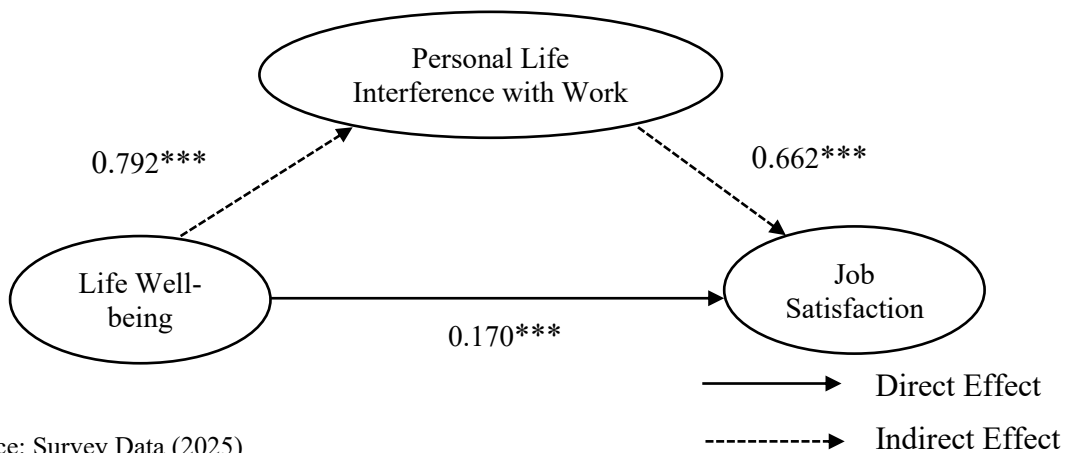 Personal Life
Interference with Work
0.792***
0.662***
Life Well-
being
Job
Satisfaction
0.170***
Direct Effect
Indirect Effect
ce: Survey Data (2025)